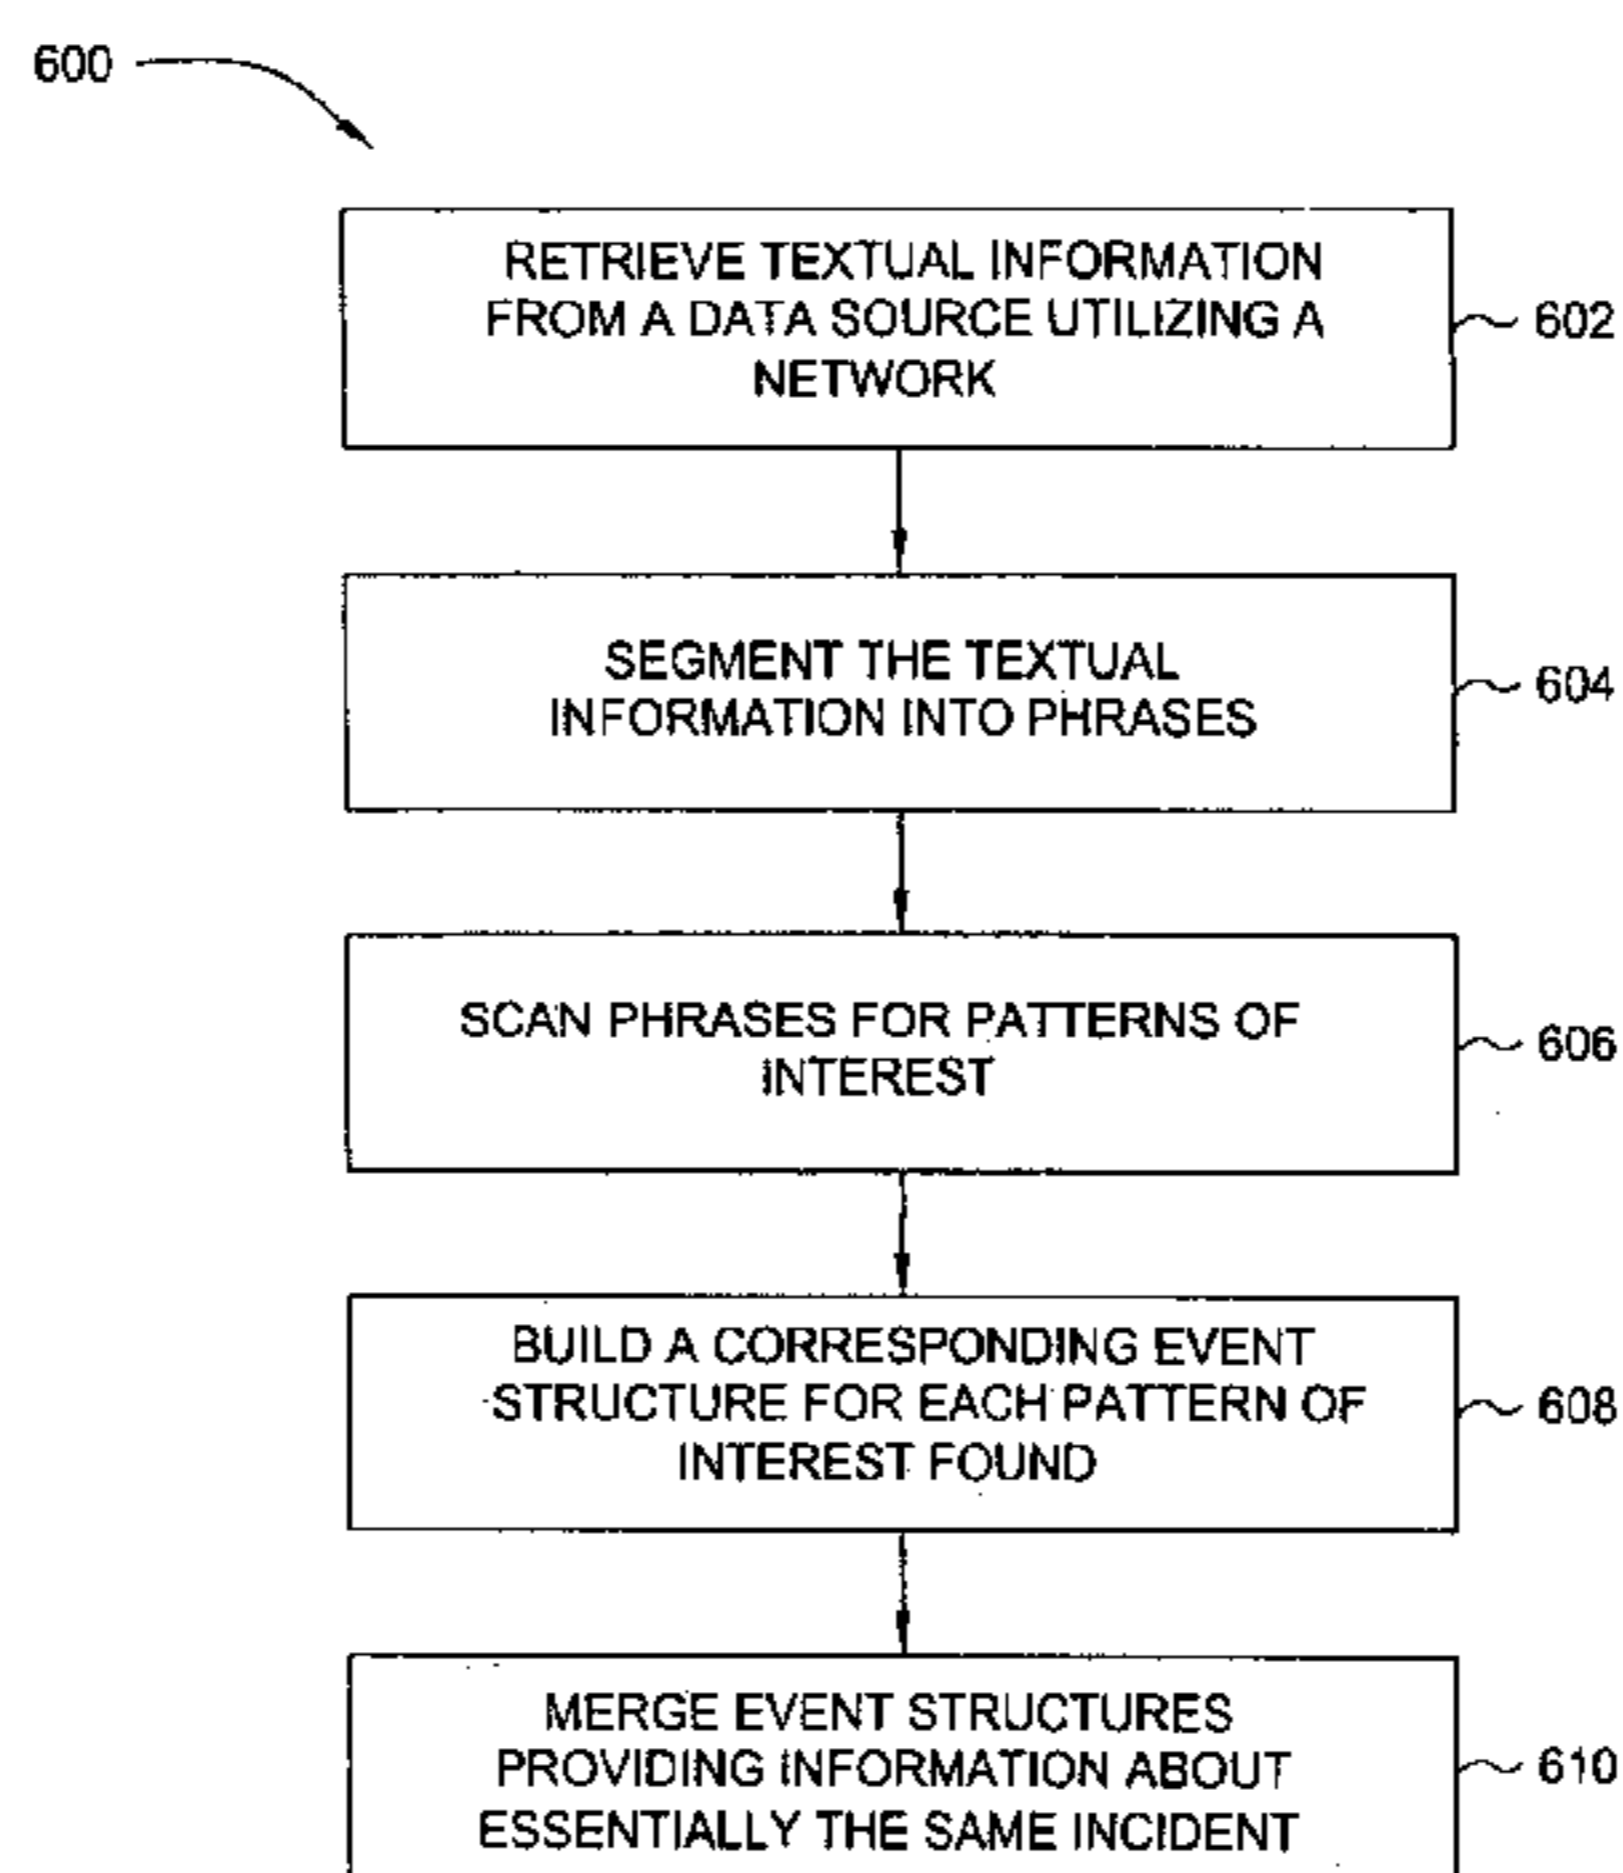 600
RETRIEVE TEXTUAL INFORMATION
FROM A DATA SOURCE UTILIZING A
NETWORK
602
SEGMENT THE TEXTUAL
INFORMATION INTO PHRASES
604
SCAN PHRASES FOR PATTERNS OF
INTEREST
606
BUILD A CORRESPONDING EVENT
STRUCTURE FOR EACH PATTERN OF
INTEREST FOUND
608
MERGE EVENT STRUCTURES
PROVIDING INFORMATION ABOUT
ESSENTIALLY THE SAME INCIDENT
610